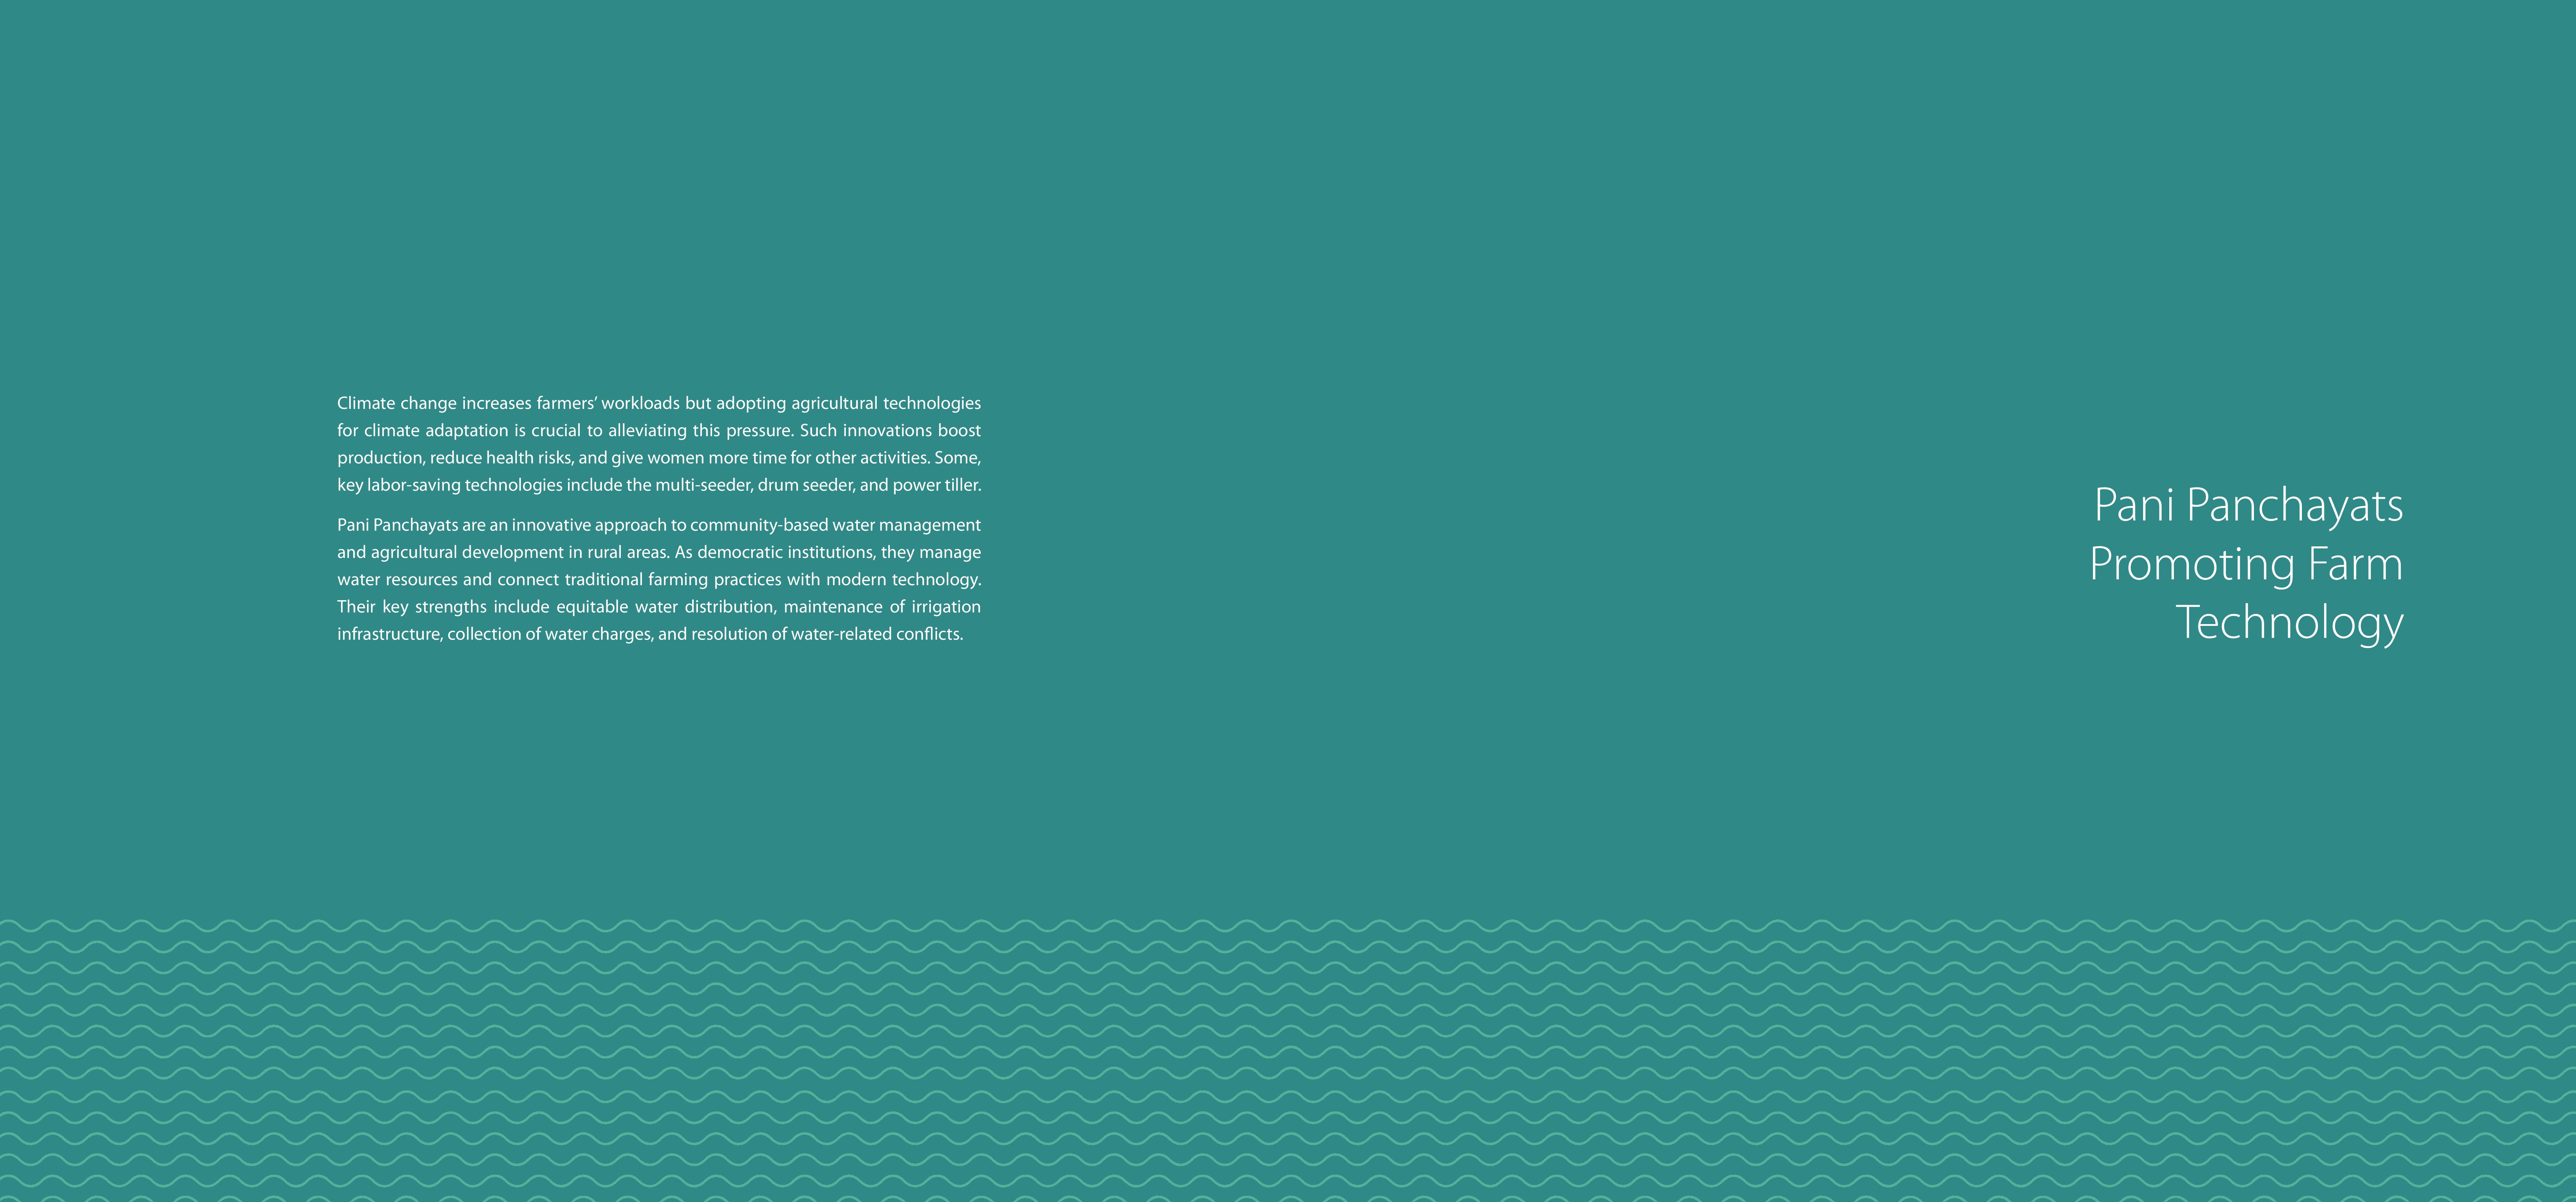 Climate change increases farmers’ workloads but adopting agricultural technologies
for climate adaptation is crucial to alleviating this pressure. Such innovations boost
production, reduce health risks, and give women more time for other activities. Some,
key labor-saving technologies include the multi-seeder, drum seeder, and power tiller.
Pani Panchayats are an innovative approach to community-based water management
and agricultural development in rural areas. As democratic institutions, they manage
water resources and connect traditional farming practices with modern technology.
Their key strengths include equitable water distribution, maintenance of irrigation
infrastructure, collection of water charges, and resolution of water-related conflicts.
Pani Panchayats
Promoting Farm
Technology